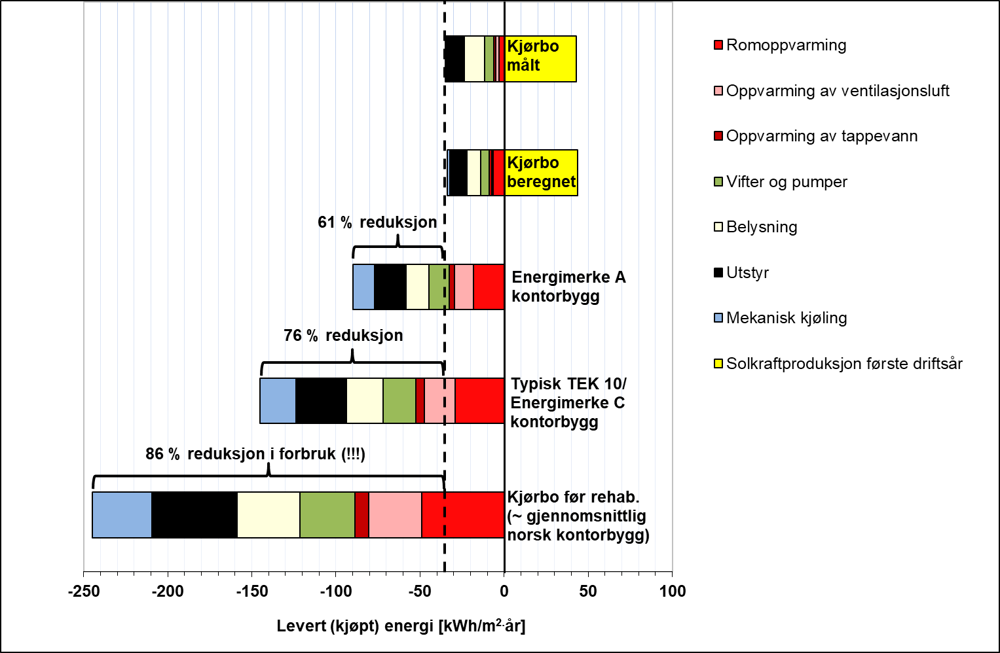 Kjørbo
målt
Kjørbo
beregnet
61 % reduksjon
Energimerke A
kontorbygg
76 % reduksjon
Typisk TEK 10/
Energimerke C
kontorbygg
86 % reduksjon i forbruk (!!!)
Kjørbo før rehab.
(~ gjennomsnittlig
norsk kontorbygg)
-250 -200 -150 -100 -50 0 50 100
Levert (kjøpt) energi [kWh/m²·år]
Romoppvarming
Oppvarming av ventilasjonsluft
Oppvarming av tappevann
Vifter og pumper
Belysning
Utstyr
Mekanisk kjøling
Solkraftproduksjon første driftsår